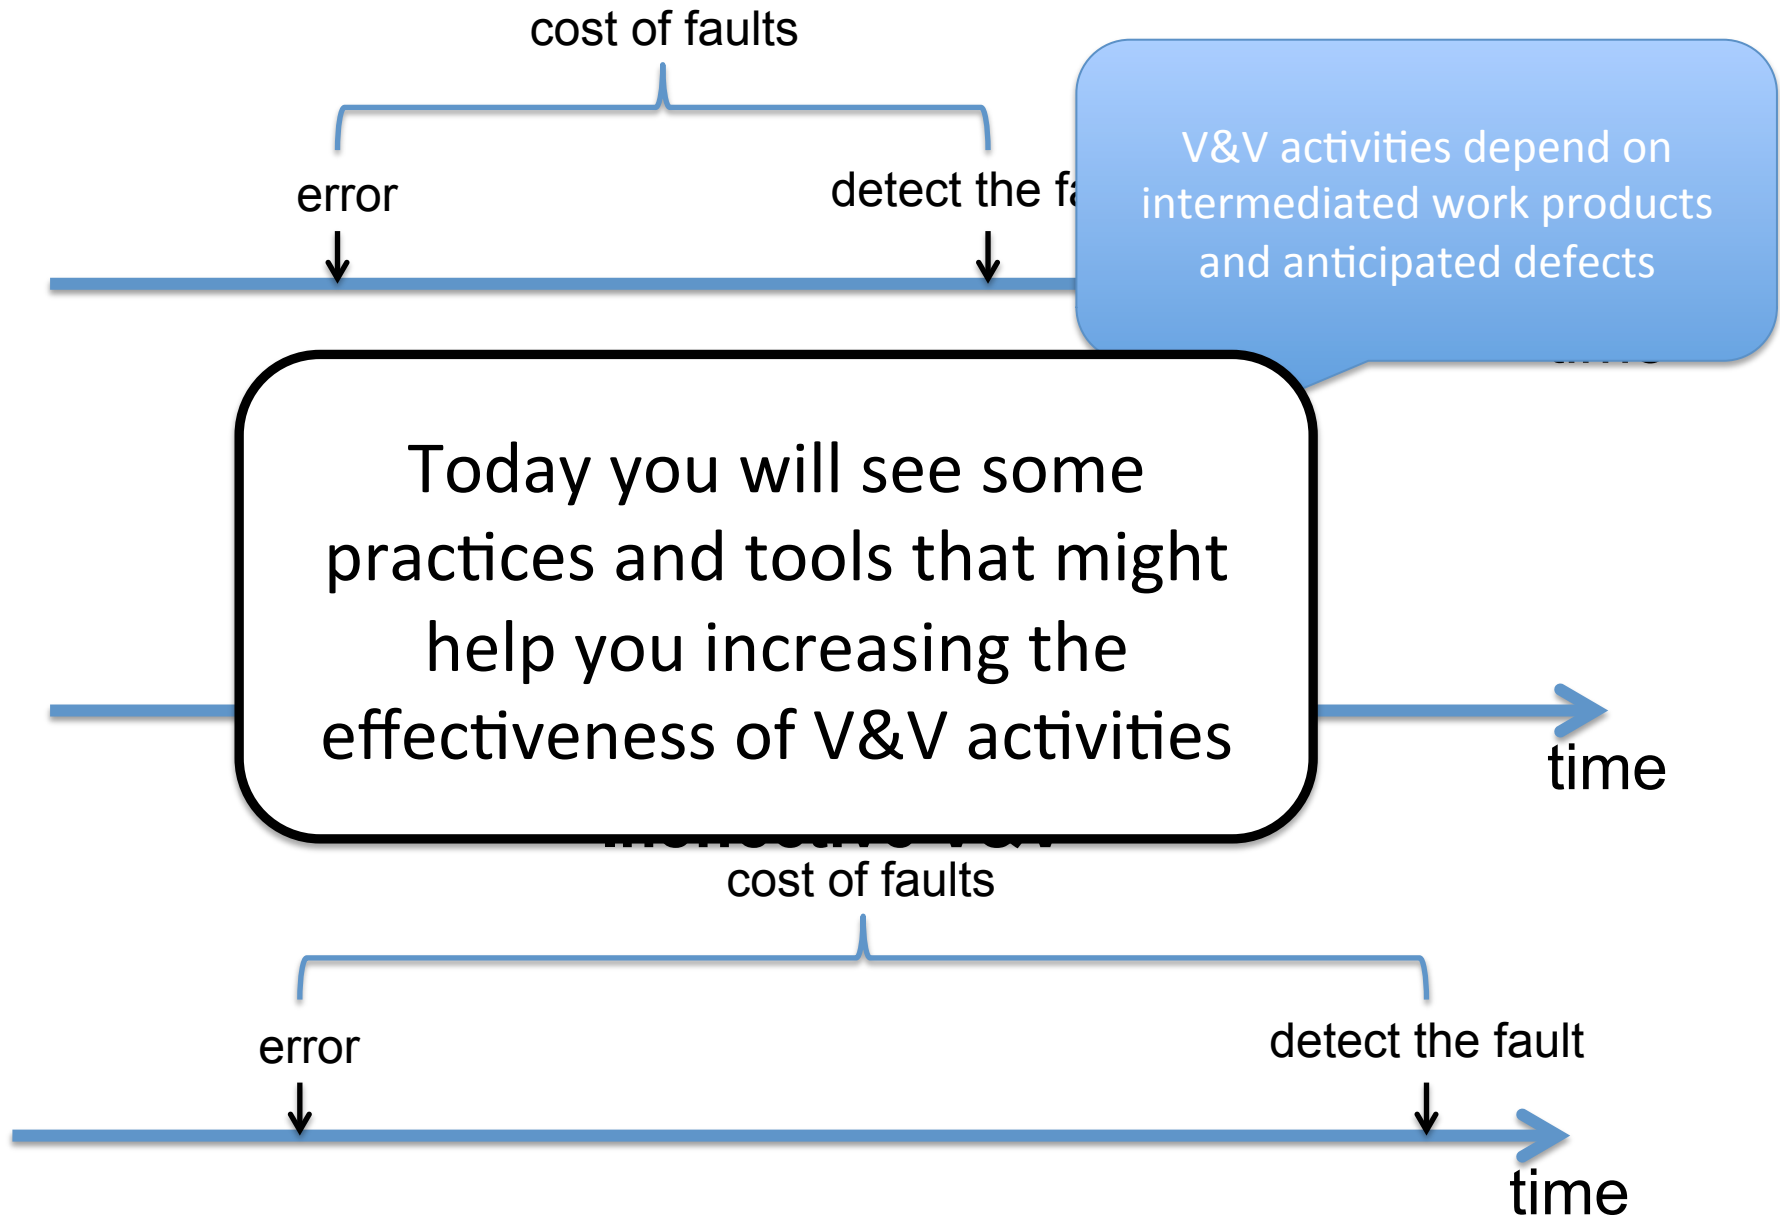 cost of faults
V&V activities depend on
intermediated work products
and anticipated defects
error
detect the
Today you will see some
practices and tools that might
help you increasing the
effectiveness of V&V activities
time
cost of faults
error
detect the fault
time